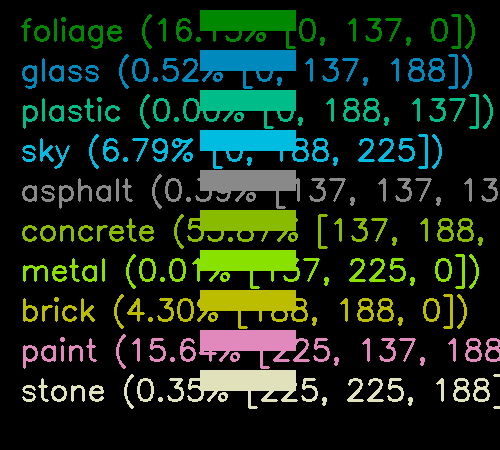 foliage (16.13% [0, 137, 0])
glass (0.52% [0, 137, 188])
plastic (0.00% [0, 188, 137])
sky (6.79% [0, 188, 225])
asphalt (0.39% [137, 137, 13
concrete (55.87% [137, 188,
metal (0.01% [137, 225, 0])
brick (4.30% [188, 188, 0])
paint (15.64% [225, 137, 188
stone (0.35% [225, 225, 188]